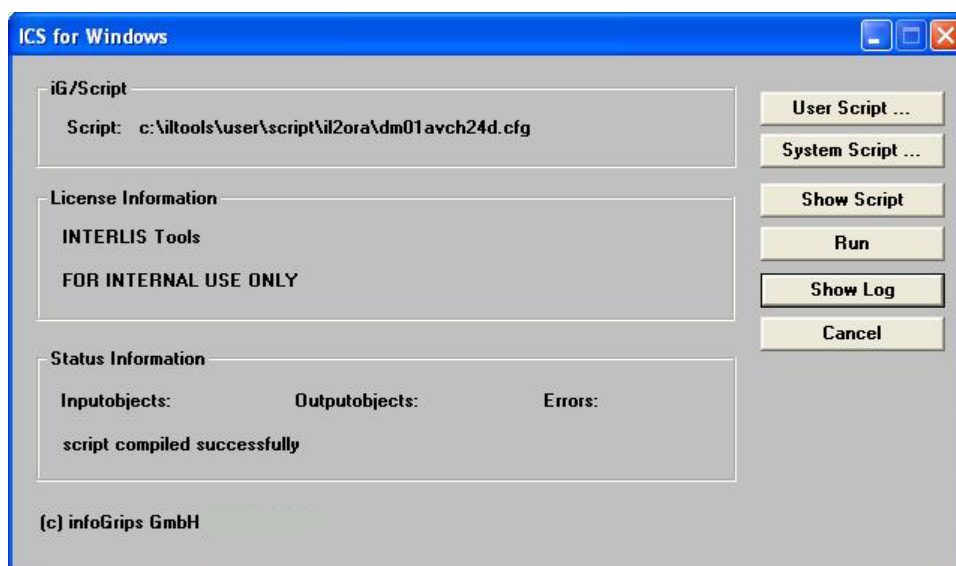 ICS for Windows
iG/Script
Script: c:\iltools\user\script\il2ora\dm01avch24d.cfg
User Script ...
System Script ...
License Information
INTERLIS Tools
FOR INTERNAL USE ONLY
Show Script
Run
Show Log
Cancel
Status Information
Inputobjects: Outputobjects: Errors:
script compiled successfully
(c) infoGrips GmbH